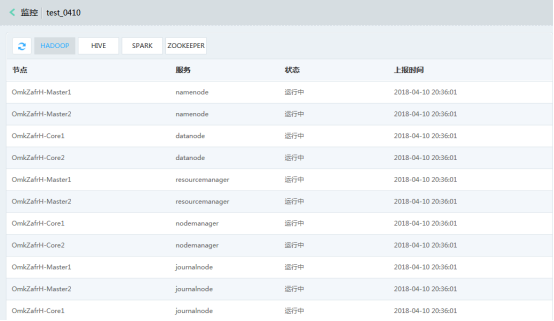 监控 test_0410
HADOOP HIVE SPARK ZOOKEEPER
节点 服务 状态 上报时间
OmkZafrH-Master1 namenode 运行中 2018-04-10 20:36:01
OmkZafrH-Master2 namenode 运行中 2018-04-10 20:36:01
OmkZafrH-Core1 datanode 运行中 2018-04-10 20:36:01
OmkZafrH-Core2 datanode 运行中 2018-04-10 20:36:01
OmkZafrH-Master1 resourcemanager 运行中 2018-04-10 20:36:01
OmkZafrH-Master2 resourcemanager 运行中 2018-04-10 20:36:01
OmkZafrH-Core1 nodemanager 运行中 2018-04-10 20:36:01
OmkZafrH-Core2 nodemanager 运行中 2018-04-10 20:36:01
OmkZafrH-Master1 journalnode 运行中 2018-04-10 20:36:01
OmkZafrH-Master2 journalnode 运行中 2018-04-10 20:36:01
OmkZafrH-Core1 journalnode 运行中 2018-04-10 20:36:01